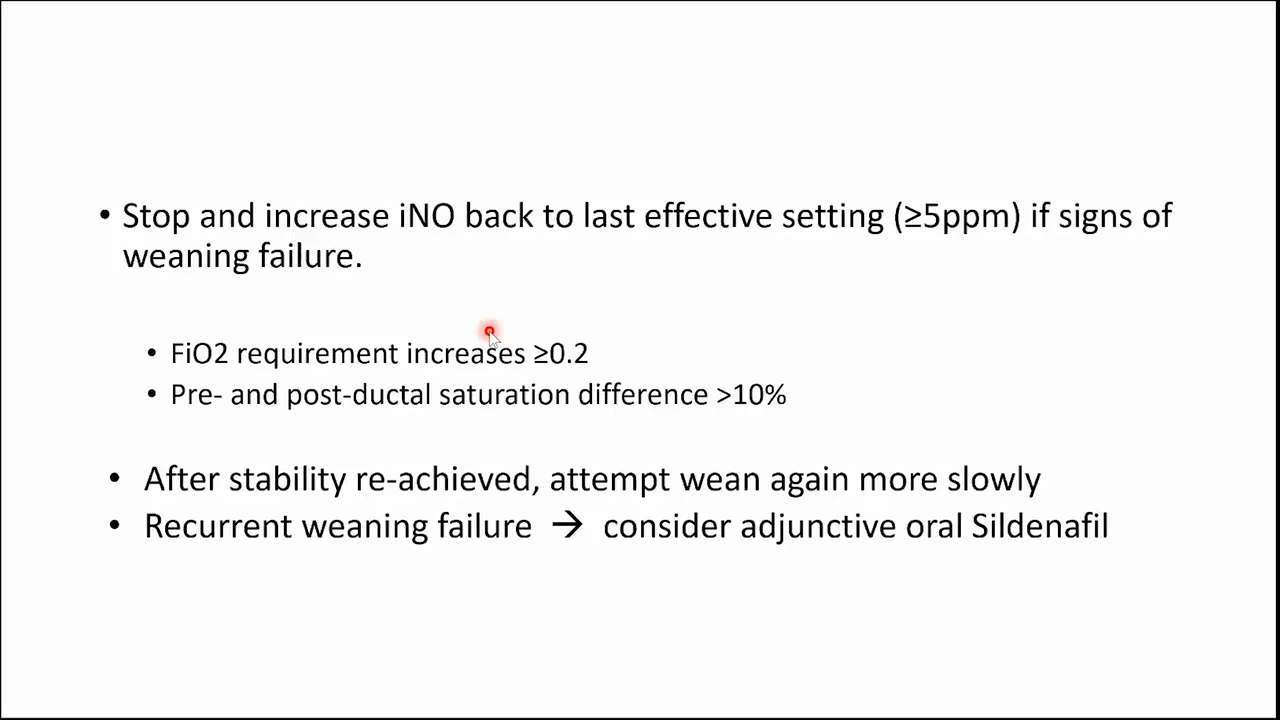 • Stop and increase iNO back to last effective setting (≥5ppm) if signs of
weaning failure.
• FiO2 requirement increases ≥0.2
• Pre- and post-ductal saturation difference >10%
• After stability re-achieved, attempt wean again more slowly
• Recurrent weaning failure → consider adjunctive oral Sildenafil